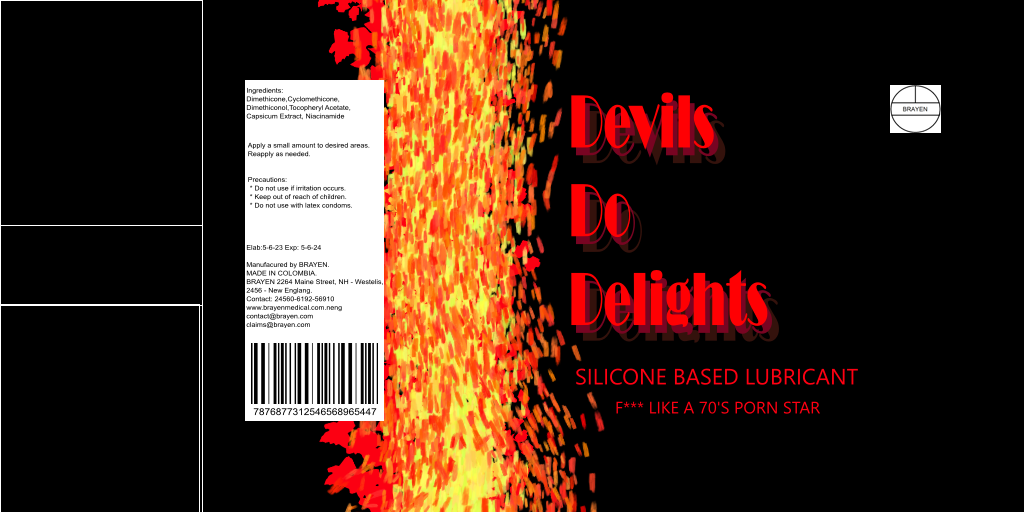 Ingredients:
Dimethicone,Cyclomethicone,
Dimethiconol,Tocopheryl Acetate,
Capsicum Extract, Niacinamide
Apply a small amount to desired areas.
Reapply as needed.
Precautions:
* Do not use if irritation occurs.
* Keep out of reach of children.
* Do not use with latex condoms.
Elab:5-6-23 Exp: 5-6-24
Manufacured by BRAYEN.
MADE IN COLOMBIA.
BRAYEN 2264 Maine Street, NH - Westelis,
2456 - New Englang.
Contact: 24560-6192-56910
www.brayenmedical.com.neng
contact@brayen.com
claims@brayen.com
7876877312546568965447
Devils
Do
Delights
SILICONE BASED LUBRICANT
F*** LIKE A 70'S PORN STAR
BRAYEN